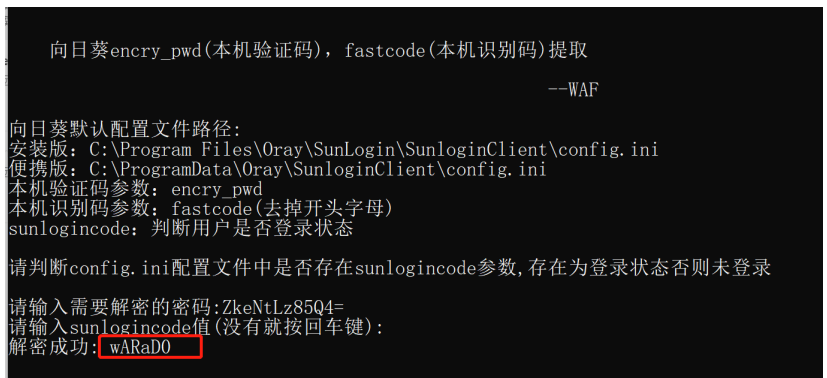 向日葵encry_pwd(本机验证码), fastcode(本机识别码)提取
--WAF
向日葵默认配置文件路径:
安装版: C:\Program Files\Oray\SunLogin\SunloginClient\config.ini
便携版: C:\ProgramData\Oray\SunloginClient\config.ini
本机验证码参数: encry_pwd
本机识别码参数: fastcode(去掉开头字母)
sunlogincode: 判断用户是否登录状态
请判断config.ini配置文件中是否存在sunlogincode参数,存在为登录状态否则未登录
请输入需要解密的密码:ZkeNtLz85Q4=
请输入sunlogincode值(没有就按回车键):
解密成功: wARaDO